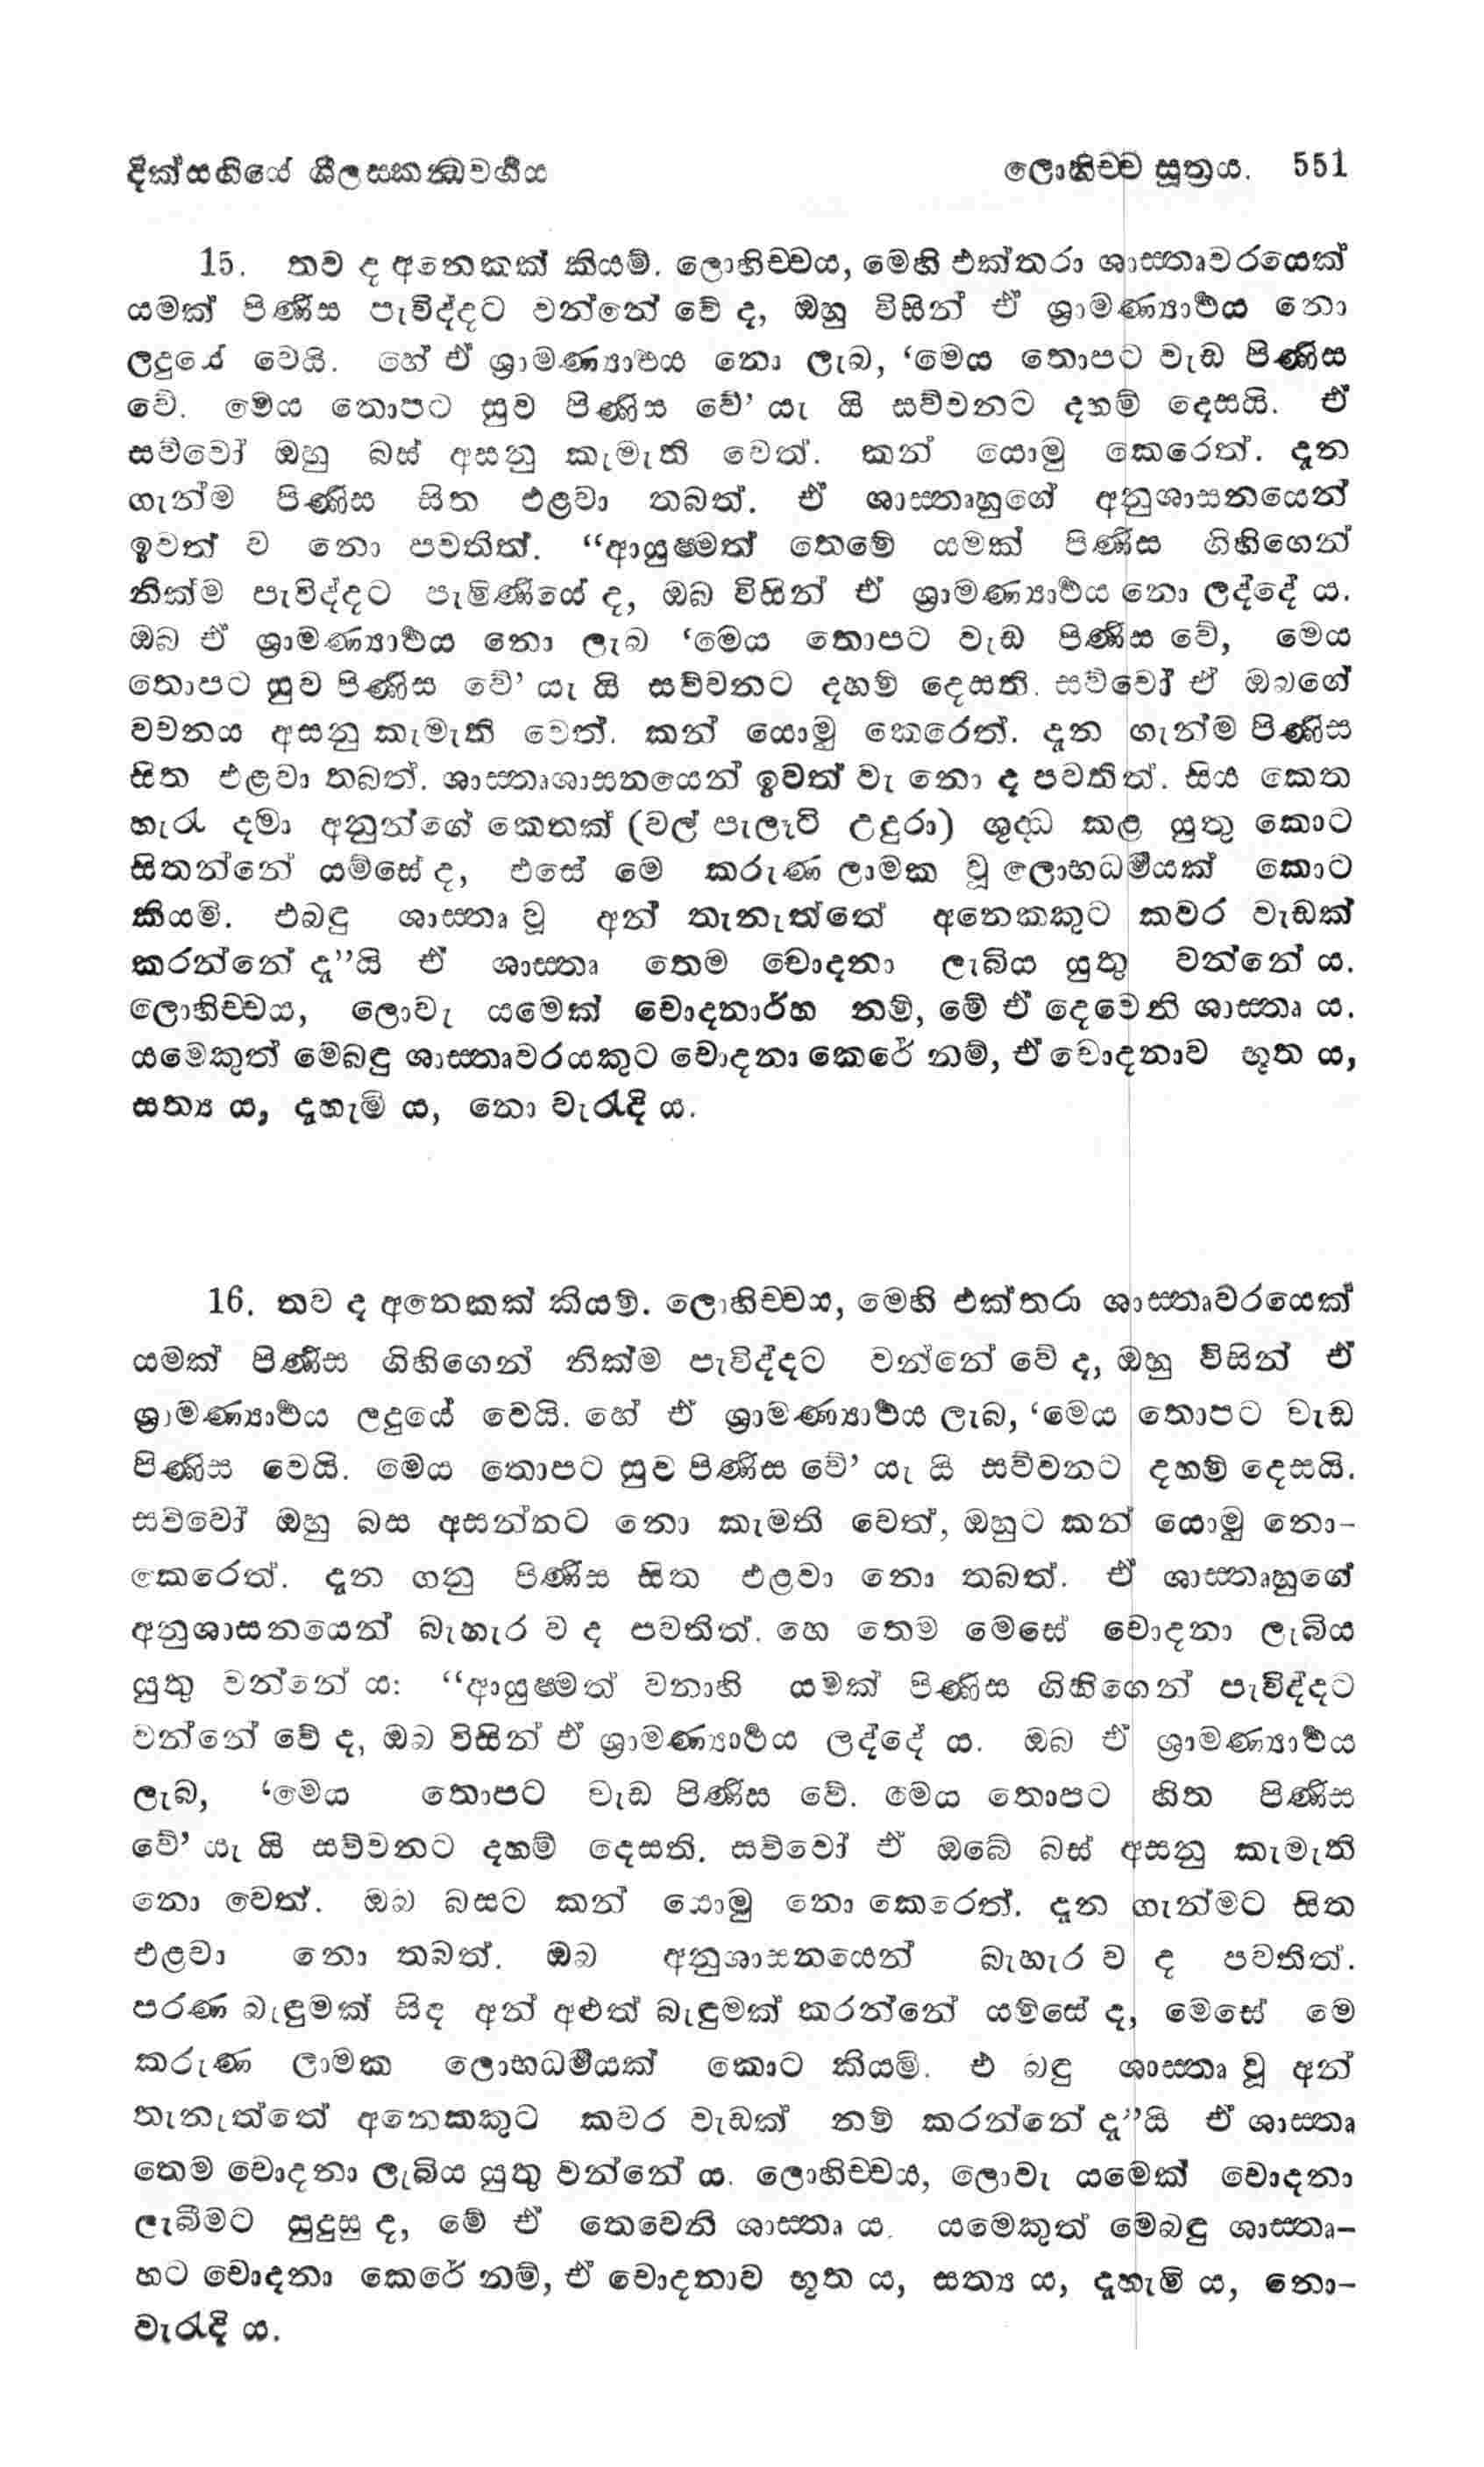 දික්සඟියේ ශීලස්කන්ධවර්ගය ලොහිච්ච සූත්‍රය. 551
15. තව ද අනෙකක් කියම්. ලොහිච්චය, මෙහි එක්තරා ශාස්තෘවරයෙක්
යමක් පිණිස පැවිද්දට වන්නේ වේ ද, ඔහු විසින් ඒ ශ්‍රාමණ්‍යාර්ථය නො
ලදුයේ වෙයි. හේ ඒ ශ්‍රාමණ්‍යාර්ථය නො ලැබ, ‘මෙය තොපට වැඩ පිණිස
වේ. මෙය තොපට සුව පිණිස වේ’ යැ යි සව්වනට දහම් දෙසයි. ඒ
සව්වෝ ඔහු බස් අසනු කැමැති වෙත්. කන් යොමු කෙරෙත්. දැන
ගැන්ම පිණිස සිත එළවා තබත්. ඒ ශාස්තෘහුගේ අනුශාසනයෙන්
ඉවත් ව නො පවතිත්. “ආයුෂ්මත් තෙමේ යමක් පිණිස ගිහිගෙන්
නික්ම පැවිද්දට පැමිණියේ ද, ඔබ විසින් ඒ ශ්‍රාමණ්‍යාර්ථය නො ලද්දේ ය.
ඔබ ඒ ශ්‍රාමණ්‍යාර්ථය නො ලැබ ‘මෙය තොපට වැඩ පිණිස වේ, මෙය
තොපට සුව පිණිස වේ’ යැ යි සව්වනට දහම් දෙසති. සව්වෝ ඒ ඔබගේ
වචනය අසනු කැමැති වෙත්. කන් යොමු කෙරෙත්. දැන ගැන්ම පිණිස
සිත එළවා තබත්. ශාස්තෘශාසනයෙන් ඉවත් වැ නො ද පවතිත්. සිය කෙත
හැරැ දමා අනුන්ගේ කෙතක් (වල් පැලෑටි උදුරා) ශුද්ධ කළ යුතු කොට
සිතන්නේ යම්සේ ද, එසේ මෙ කරුණ ලාමක වූ ලොභධර්මයක් කොට
කියමි. එබඳු ශාස්තෘ වූ අන් තැනැත්තේ අනෙකකුට කවර වැඩක්
කරන්නේ දැ”යි ඒ ශාස්තෘ තෙම චොදනා ලැබිය යුතු වන්නේ ය.
ලොහිච්චය, ලොවැ යමෙක් චොදනාර්හ නම්, මේ ඒ දෙවෙනි ශාස්තෘ ය.
යමෙකුත් මෙබඳු ශාස්තෘවරයකුට චොදනා කෙරේ නම්, ඒ චොදනාව භූත ය,
සත්‍ය ය, දැහැමි ය, නො වැරැදි ය.
16. තව ද අනෙකක් කියම්. ලොහිච්චය, මෙහි එක්තරා ශාස්තෘවරයෙක්
යමක් පිණිස ගිහිගෙන් නික්ම පැවිද්දට වන්නේ වේ ද, ඔහු විසින් ඒ
ශ්‍රාමණ්‍යාර්ථය ලදුයේ වෙයි. හේ ඒ ශ්‍රාමණ්‍යාර්ථය ලැබ, ‘මෙය තොපට වැඩ
පිණිස වෙයි. මෙය තොපට සුව පිණිස වේ’ යැ යි සව්වනට දහම් දෙසයි.
සව්වෝ ඔහු බස අසන්නට නො කැමති වෙත්, ඔහුට කන් යොමු නො-
කෙරෙත්. දැන ගනු පිණිස සිත එළවා නො තබත්. ඒ ශාස්තෘහුගේ
අනුශාසනයෙන් බැහැර ව ද පවතිත්. හෙ තෙම මෙසේ චොදනා ලැබිය
යුතු වන්නේ ය: “ආයුෂ්මත් වනාහි යමක් පිණිස ගිහිගෙන් පැවිද්දට
වන්නේ වේ ද, ඔබ විසින් ඒ ශ්‍රාමණ්‍යාර්ථය ලද්දේ ය. ඔබ ඒ ශ්‍රාමණ්‍යාර්ථය
ලැබ, ‘මෙය තොපට වැඩ පිණිස වේ. මෙය තොපට හිත පිණිස
වේ’ යැ යි සව්වනට දහම් දෙසති. සව්වෝ ඒ ඔබේ බස් අසනු කැමැති
නො වෙත්. ඔබ බසට කන් යොමු නො කෙරෙත්. දැන ගැන්මට සිත
එළවා නො තබත්. ඔබ අනුශාසනයෙන් බැහැර ව ද පවතිත්.
පරණ බැඳුමක් සිඳ අන් අළුත් බැඳුමක් කරන්නේ යම්සේ ද, මෙසේ මෙ
කරුණ ලාමක ලොභධර්මයක් කොට කියමි. එ බඳු ශාස්තෘ වූ අන්
තැනැත්තේ අනෙකකුට කවර වැඩක් නම් කරන්නේ දැ”යි ඒ ශාස්තෘ
තෙම චොදනා ලැබිය යුතු වන්නේ ය. ලොහිච්චය, ලොවැ යමෙක් චොදනා
ලැබීමට සුදුසු ද, මේ ඒ තෙවෙනි ශාස්තෘ ය. යමෙකුත් මෙබඳු ශාස්තෘ-
හට චොදනා කෙරේ නම්, ඒ චොදනාව භූත ය, සත්‍ය ය, දැහැමි ය, නො-
වැරැදි ය.